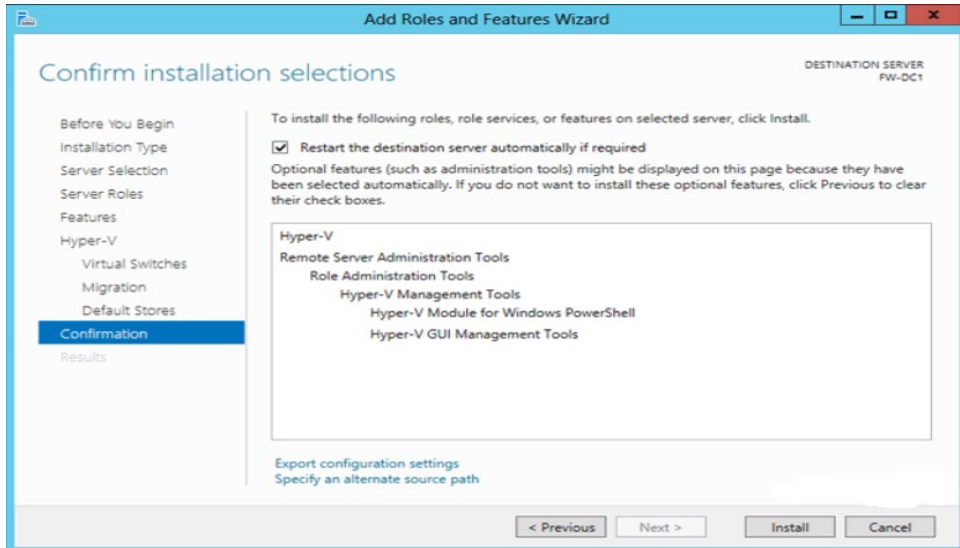 Add Roles and Features Wizard
Confirm installation selections
DESTINATION SERVER
FW-DC1
Before You Begin
Installation Type
Server Selection
Server Roles
Features
Hyper-V
Virtual Switches
Migration
Default Stores
Confirmation
Results
To install the following roles, role services, or features on selected server, click Install.
Restart the destination server automatically if required
Optional features (such as administration tools) might be displayed on this page because they have
been selected automatically. If you do not want to install these optional features, click Previous to clear
their check boxes.
Hyper-V
Remote Server Administration Tools
Role Administration Tools
Hyper-V Management Tools
Hyper-V Module for Windows PowerShell
Hyper-V GUI Management Tools
Export configuration settings
Specify an alternate source path
< Previous
Next >
Install
Cancel